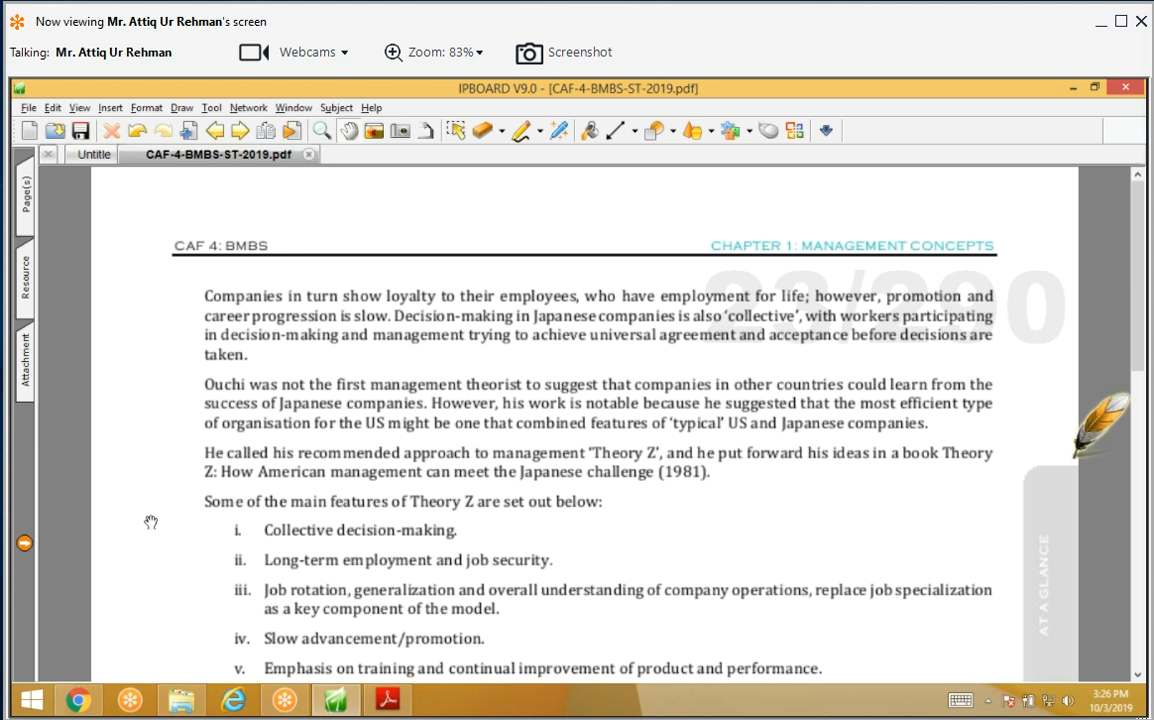 Now viewing Mr. Attiq Ur Rehman's screen
Talking: Mr. Attiq Ur Rehman
Webcams
Zoom: 83%
Screenshot
IPBOARD V9.0 - [CAF-4-BMBS-ST-2019.pdf]
File Edit View Insert Format Draw Tool Network Window Subject Help
Untitle
CAF-4-BMBS-ST-2019.pdf
Page(s)
Resource
Attachment
CAF 4: BMBS
CHAPTER 1: MANAGEMENT CONCEPTS
23/290
Companies in turn show loyalty to their employees, who have employment for life; however, promotion and
career progression is slow. Decision-making in Japanese companies is also ‘collective’, with workers participating
in decision-making and management trying to achieve universal agreement and acceptance before decisions are
taken.
Ouchi was not the first management theorist to suggest that companies in other countries could learn from the
success of Japanese companies. However, his work is notable because he suggested that the most efficient type
of organisation for the US might be one that combined features of ‘typical’ US and Japanese companies.
He called his recommended approach to management ‘Theory Z’, and he put forward his ideas in a book Theory
Z: How American management can meet the Japanese challenge (1981).
Some of the main features of Theory Z are set out below:
i. Collective decision-making.
ii. Long-term employment and job security.
iii. Job rotation, generalization and overall understanding of company operations, replace job specialization
as a key component of the model.
iv. Slow advancement/promotion.
v. Emphasis on training and continual improvement of product and performance.
AT A GLANCE
3:26 PM
10/3/2019